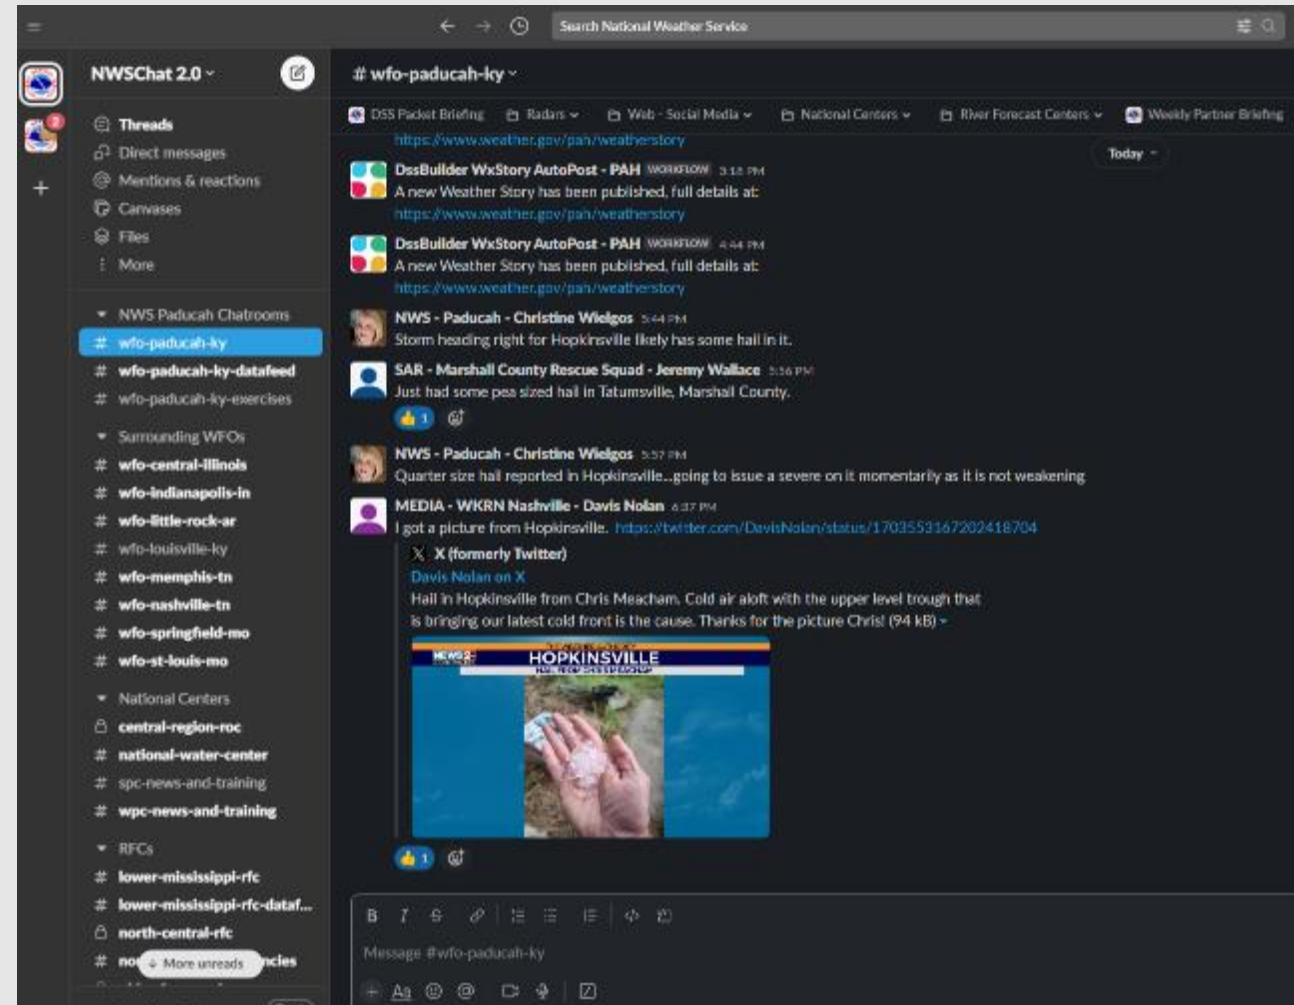 Search National Weather Service
NWSChat 2.0
2
Threads
Direct messages
Mentions & reactions
Canvases
Files
More
NWS Paducah Chatrooms
# wfo-paducah-ky
# wfo-paducah-ky-datafeed
# wfo-paducah-ky-exercises
Surrounding WFOs
# wfo-central-illinois
# wfo-indianapolis-in
# wfo-little-rock-ar
# wfo-louisville-ky
# wfo-memphis-tn
# wfo-nashville-tn
# wfo-springfield-mo
# wfo-st-louis-mo
National Centers
central-region-roc
# national-water-center
# spc-news-and-training
# wpc-news-and-training
RFCs
# lower-mississippi-rfc
# lower-mississippi-rfc-dataf...
north-central-rfc
# no
ncies
More unreads
# wfo-paducah-ky
DSS Packet Briefing Radars Web - Social Media National Centers River Forecast Centers Weekly Partner Briefing
Today
https://www.weather.gov/pah/weatherstory
DssBuilder WxStory AutoPost - PAH WORKFLOW 3:18 PM
A new Weather Story has been published, full details at:
https://www.weather.gov/pah/weatherstory
DssBuilder WxStory AutoPost - PAH WORKFLOW 4:44 PM
A new Weather Story has been published, full details at:
https://www.weather.gov/pah/weatherstory
NWS - Paducah - Christine Wielgos 5:44 PM
Storm heading right for Hopkinsville likely has some hail in it.
SAR - Marshall County Rescue Squad - Jeremy Wallace 5:56 PM
Just had some pea sized hail in Tatumsville, Marshall County.
1
NWS - Paducah - Christine Wielgos 5:57 PM
Quarter size hail reported in Hopkinsville...going to issue a severe on it momentarily as it is not weakening
MEDIA - WKRN Nashville - Davis Nolan 6:37 PM
I got a picture from Hopkinsville. https://twitter.com/DavisNolan/status/1703553167202418704
X (formerly Twitter)
Davis Nolan on X
Hail in Hopkinsville from Chris Meacham. Cold air aloft with the upper level trough that
is bringing our latest cold front is the cause. Thanks for the picture Chris! (94 kB)
NEWS 2
HOPKINSVILLE
HAIL FROM CHRIS MEACHAM
1
B I S
Message #wfo-paducah-ky
Aa